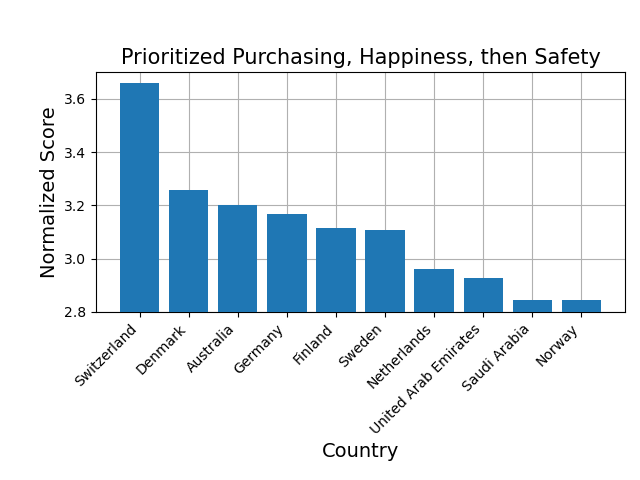 Prioritized Purchasing, Happiness, then Safety
Normalized Score
3.6
3.4
3.2
3.0
2.8
Switzerland
Denmark
Australia
Germany
Finland
Sweden
Netherlands
United Arab Emirates
Saudi Arabia
Norway
Country